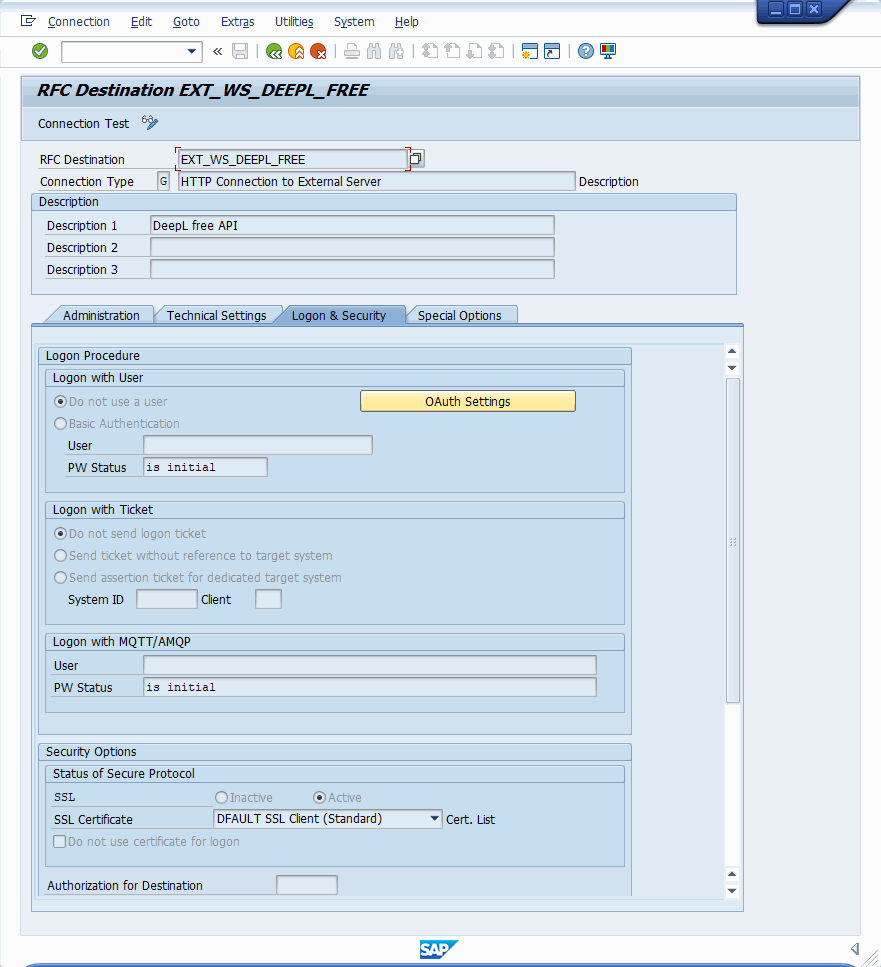 Connection Edit Goto Extras Utilities System Help
RFC Destination EXT_WS_DEEPL_FREE
Connection Test
RFC Destination EXT_WS_DEEPL_FREE
Connection Type G HTTP Connection to External Server Description
Description
Description 1 DeepL free API
Description 2
Description 3
Administration Technical Settings Logon & Security Special Options
Logon Procedure
Logon with User
Do not use a user OAuth Settings
Basic Authentication
User
PW Status is initial
Logon with Ticket
Do not send logon ticket
Send ticket without reference to target system
Send assertion ticket for dedicated target system
System ID Client
Logon with MQTT/AMQP
User
PW Status is initial
Security Options
Status of Secure Protocol
SSL Inactive Active
SSL Certificate DFAULT SSL Client (Standard) Cert. List
Do not use certificate for logon
Authorization for Destination
SAP